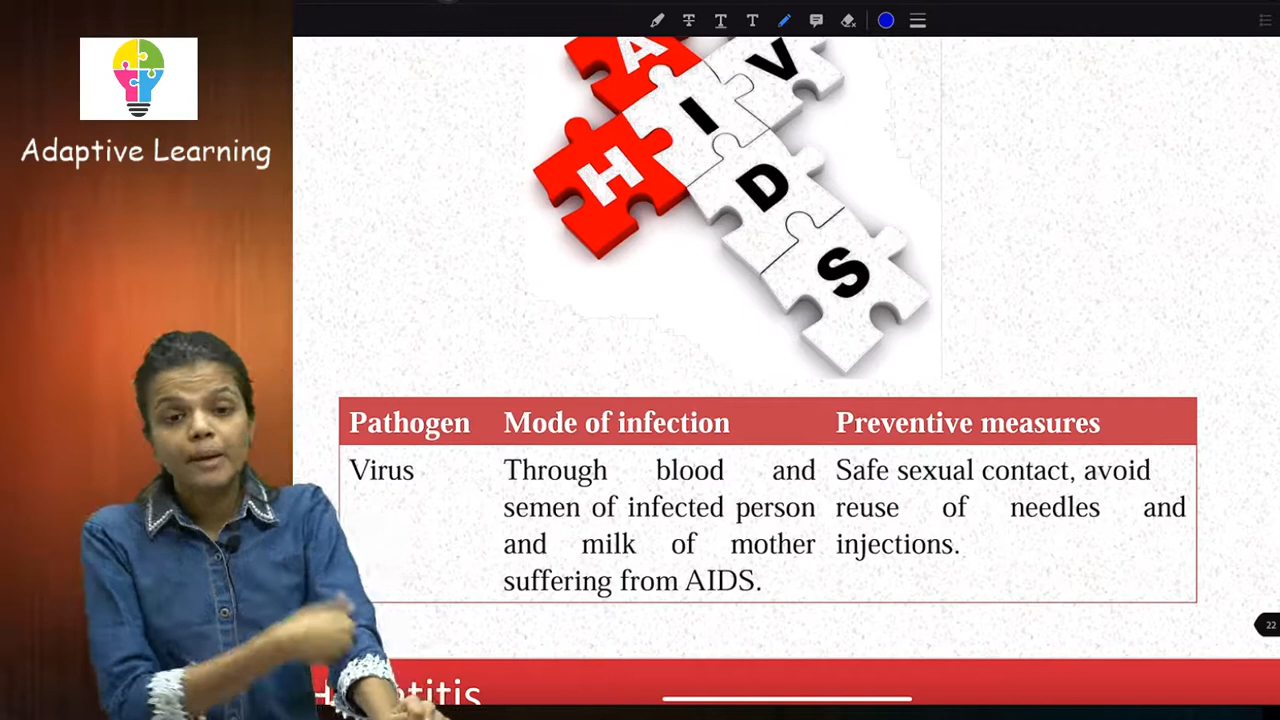 Adaptive Learning
A
V
I
H
D
S
Pathogen Mode of infection Preventive measures
Virus Through blood and Safe sexual contact, avoid
semen of infected person reuse of needles and
and milk of mother injections.
suffering from AIDS.
22